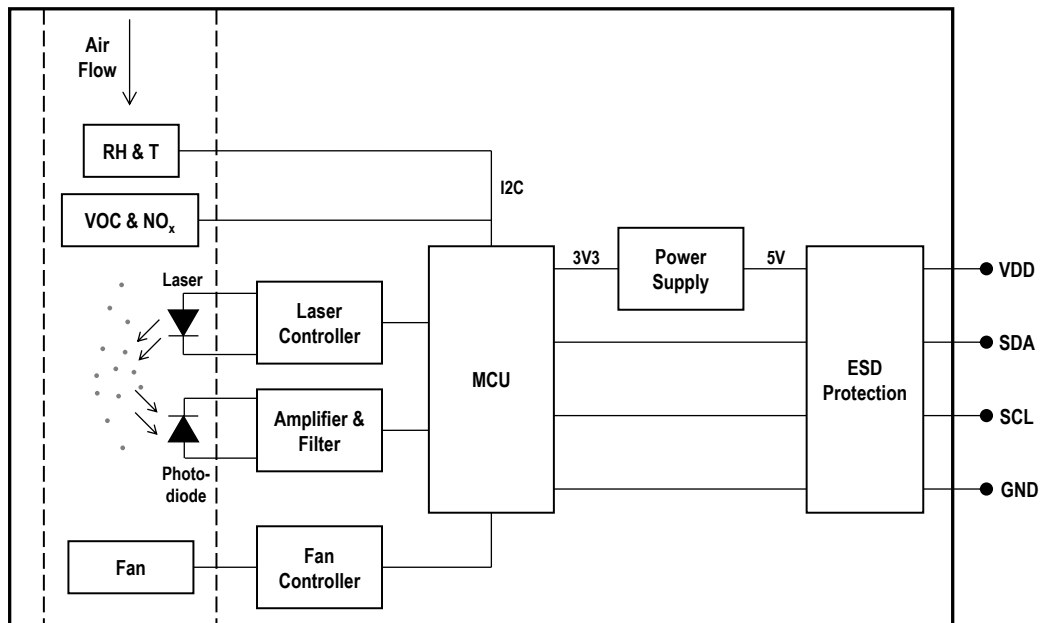 Air
Flow
RH & T
I2C
VOC & NOx
Laser
Laser
Controller
MCU
3V3
Power
Supply
5V
ESD
Protection
VDD
SDA
SCL
GND
Amplifier &
Filter
Photo-
diode
Fan
Fan
Controller